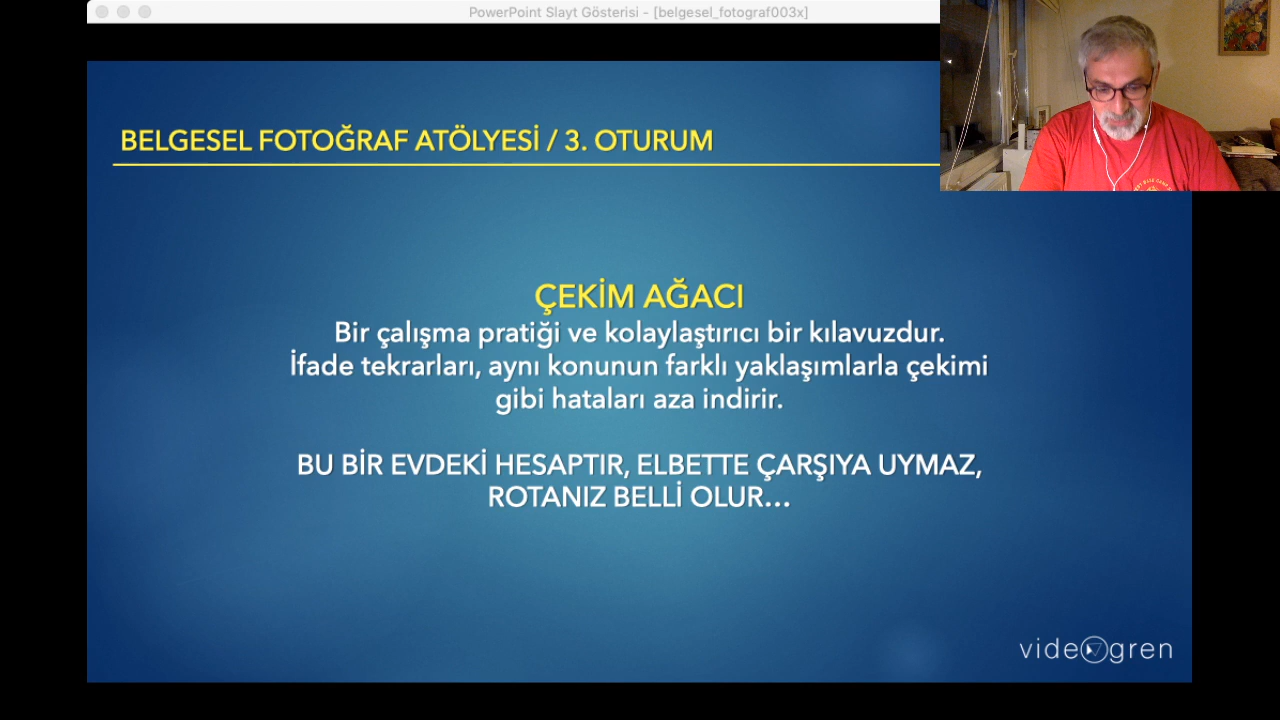 PowerPoint Slayt Gösterisi - [belgesel_fotograf003x]
BELGESEL FOTOĞRAF ATÖLYESİ / 3. OTURUM
ÇEKİM AĞACI
Bir çalışma pratiği ve kolaylaştırıcı bir kılavuzdur.
İfade tekrarları, aynı konunun farklı yaklaşımlarla çekimi
gibi hataları aza indirir.
BU BİR EVDEKİ HESAPTIR, ELBETTE ÇARŞIYA UYMAZ,
ROTANIZ BELLİ OLUR...
videogren